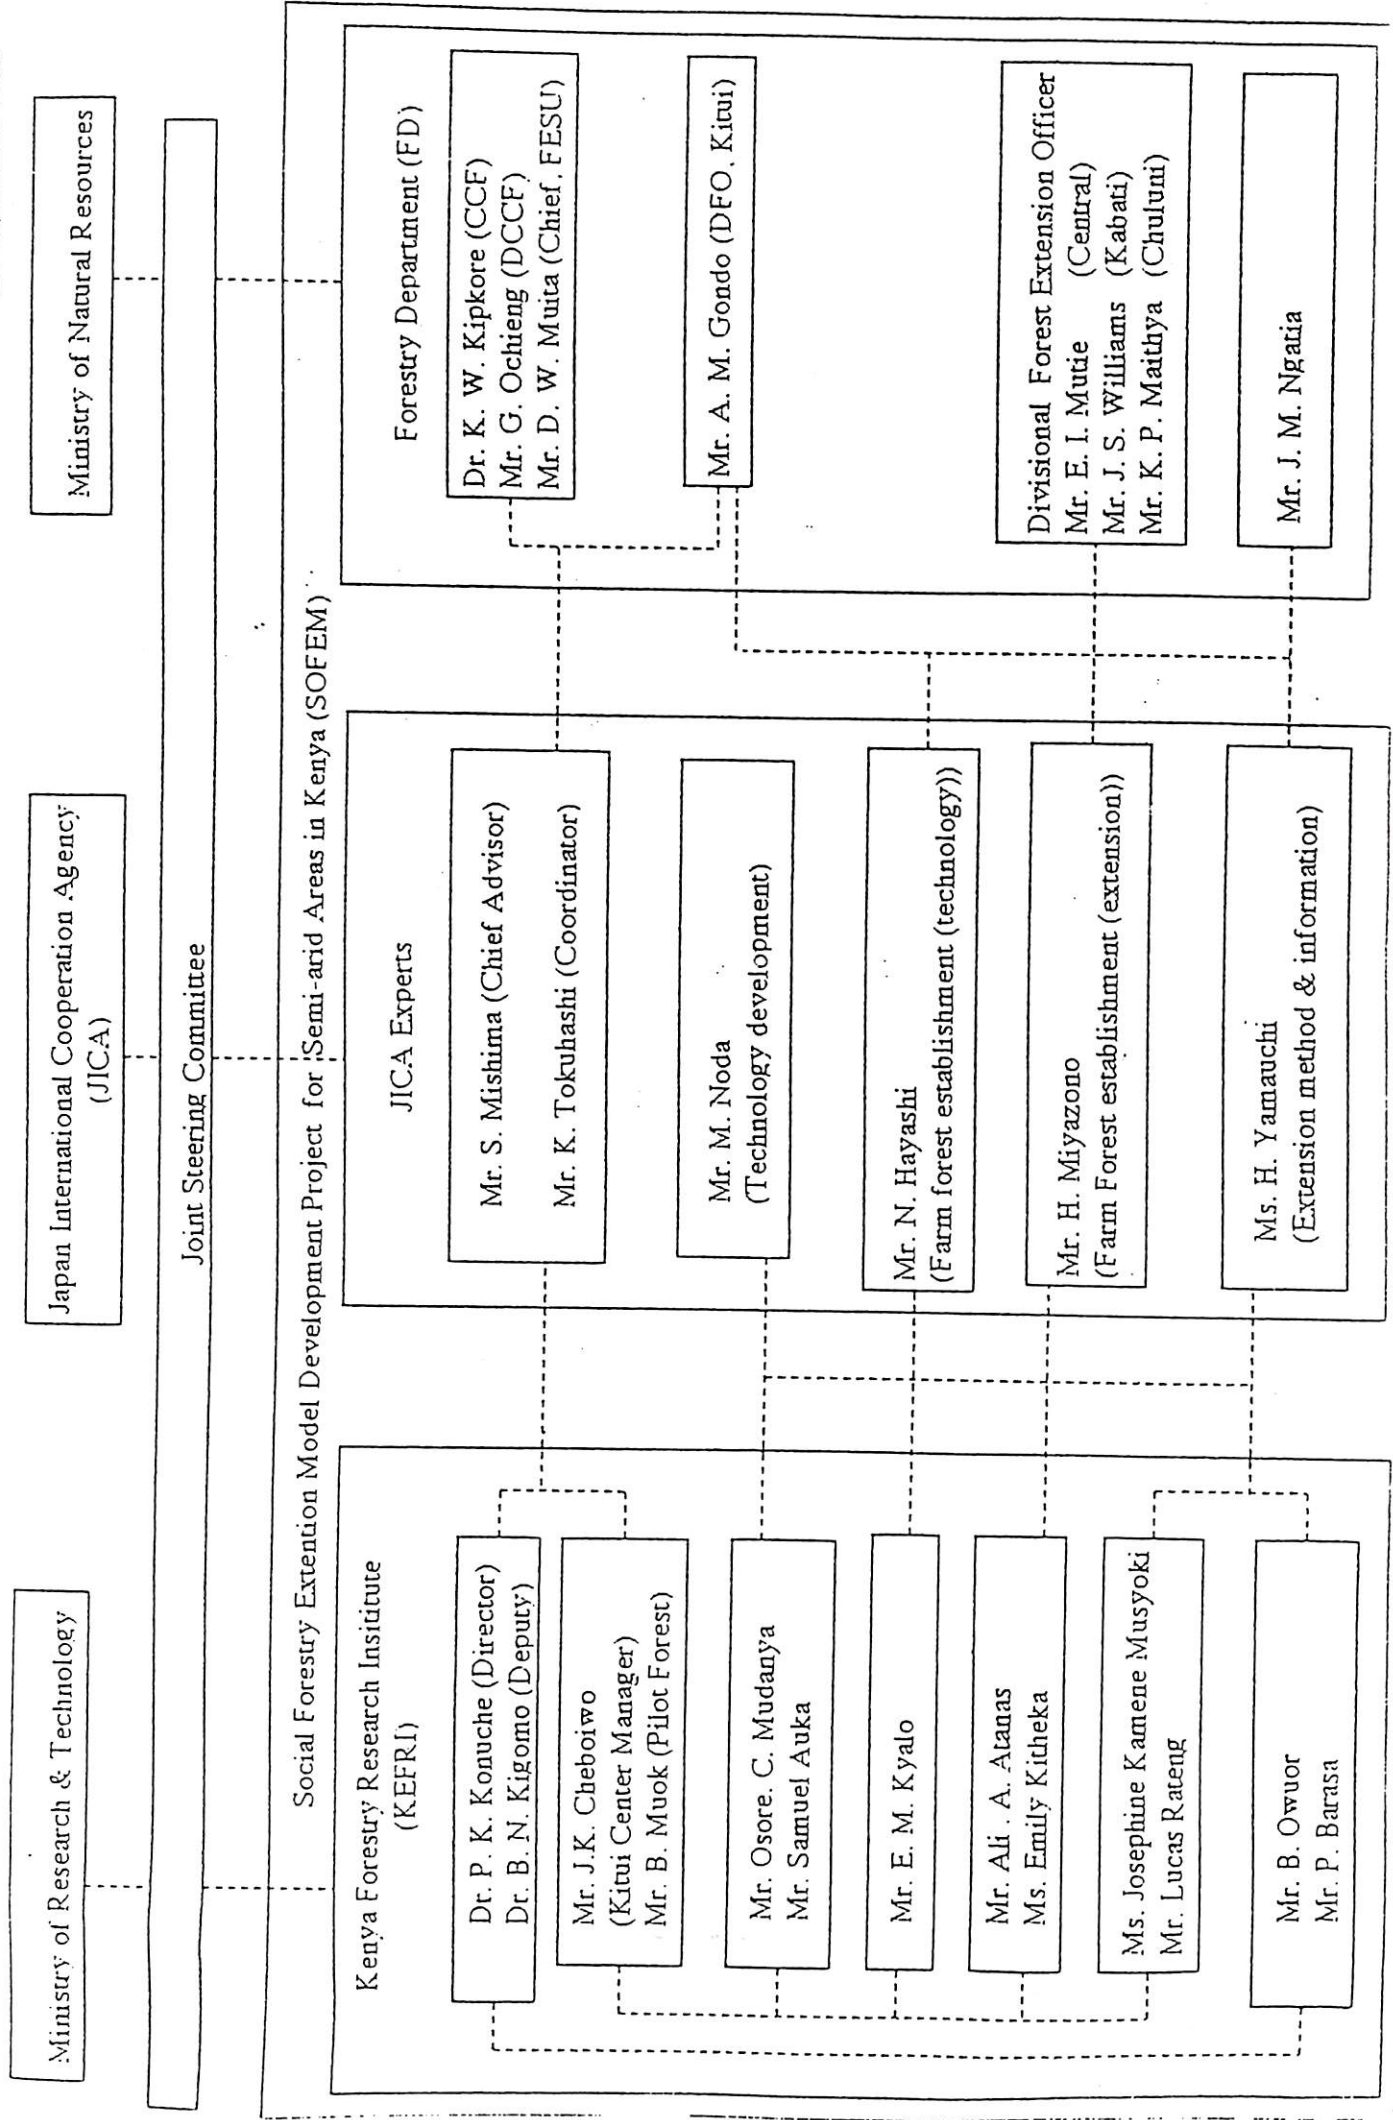 Ministry of Research & Technology
Japan International Cooperation Agency
(JICA)
Ministry of Natural Resources
Joint Steering Committee
Social Forestry Extention Model Development Project for Semi-arid Areas in Kenya (SOFEM)
Kenya Forestry Research Insititute
(KEFRI)
Dr. P. K. Konuche (Director)
Dr. B. N. Kigomo (Deputy)
Mr. J.K. Cheboiwo
(Kitui Center Manager)
Mr. B. Muok (Pilot Forest)
Mr. Osore. C. Mudanya
Mr. Samuel Auka
Mr. E. M. Kyalo
Mr. Ali . A. Atanas
Ms. Emily Kitheka
Ms. Josephine Kamene Musyoki
Mr. Lucas Rateng
Mr. B. Owuor
Mr. P. Barasa
JICA Experts
Mr. S. Mishima (Chief Advisor)
Mr. K. Tokuhashi (Coordinator)
Mr. M. Noda
(Technology development)
Mr. N. Hayashi
(Farm forest establishment (technology))
Mr. H. Miyazono
(Farm Forest establishment (extension))
Ms. H. Yamauchi
(Extension method & information)
Forestry Department (FD)
Dr. K. W. Kipkore (CCF)
Mr. G. Ochieng (DCCF)
Mr. D. W. Muita (Chief, FESU)
Mr. A. M. Gondo (DFO, Kitui)
Divisional Forest Extension Officer
Mr. E. I. Mutie (Central)
Mr. J. S. Williams (Kabati)
Mr. K. P. Maithya (Chuluni)
Mr. J. M. Ngatia